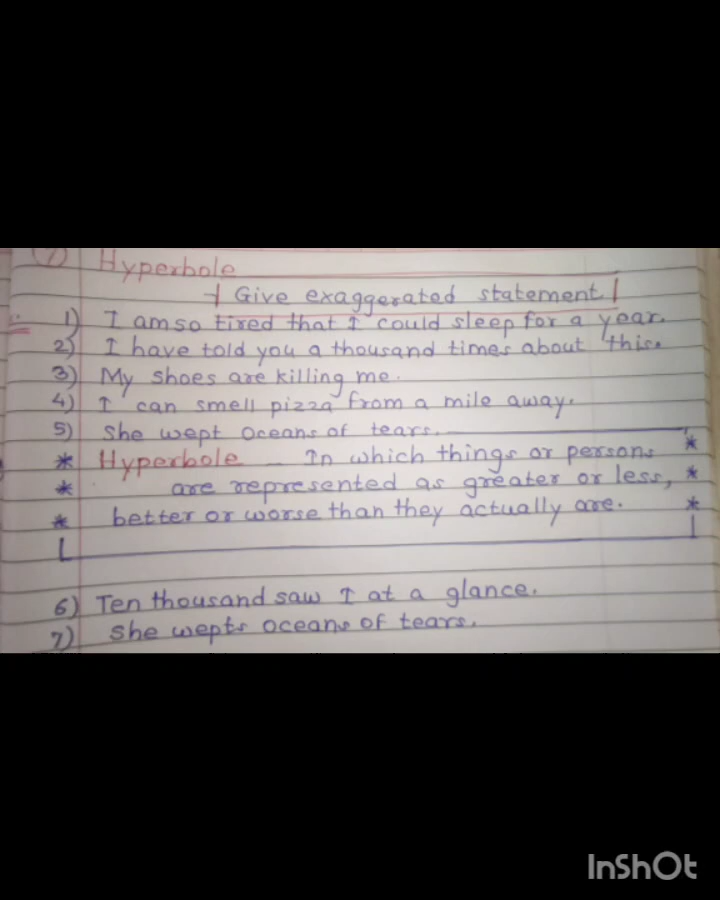 (7) Hyperbole
Give exaggerated statement
1) I am so tired that I could sleep for a year.
2) I have told you a thousand times about this.
3) My shoes are killing me.
4) I can smell pizza from a mile away.
5) She wept oceans of tears.
* Hyperbole - In which things or persons *
* are represented as greater or less, *
* better or worse than they actually are. *
6) Ten thousand saw I at a glance.
7) She wepts oceans of tears.
InShOt